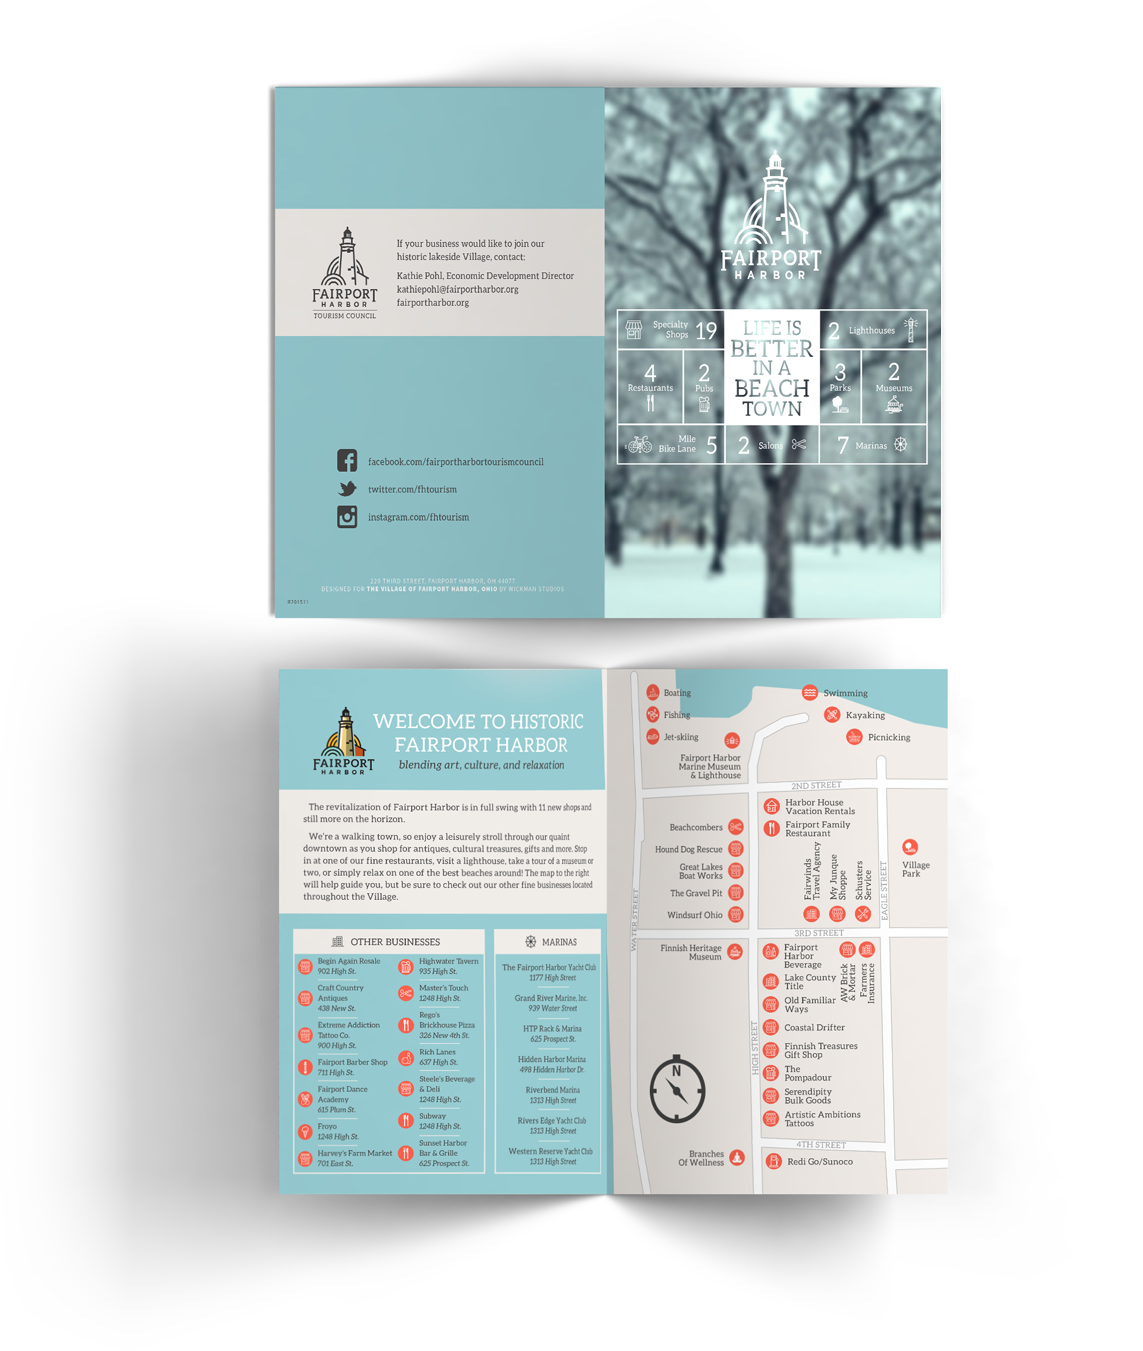 FAIRPORT
HARBOR
TOURISM COUNCIL
If your business would like to join our
historic lakeside Village, contact:
Kathie Pohl, Economic Development Director
kathiepohl@fairportharbor.org
fairportharbor.org
facebook.com/fairportharbortourismcouncil
twitter.com/fhtourism
instagram.com/fhtourism
220 THIRD STREET, FAIRPORT HARBOR, OH 44077
DESIGNED FOR THE VILLAGE OF FAIRPORT HARBOR, OHIO BY WICKMAN STUDIOS
FAIRPORT
HARBOR
Specialty
Shops 19
LIFE IS
BETTER
IN A
BEACH
TOWN
2 Lighthouses
4
Restaurants
2
Pubs
3
Parks
2
Museums
Mile
Bike Lane 5
2 Salons
7 Marinas
FAIRPORT
HARBOR
WELCOME TO HISTORIC
FAIRPORT HARBOR
blending art, culture, and relaxation
The revitalization of Fairport Harbor is in full swing with 11 new shops and
still more on the horizon.
We're a walking town, so enjoy a leisurely stroll through our quaint
downtown as you shop for antiques, cultural treasures, gifts and more. Stop
in at one of our fine restaurants, visit a lighthouse, take a tour of a museum or
two, or simply relax on one of the best beaches around! The map to the right
will help guide you, but be sure to check out our other fine businesses located
throughout the Village.
OTHER BUSINESSES
Begin Again Resale
902 High St.
Craft Country
Antiques
438 New St.
Extreme Addiction
Tattoo Co.
900 High St.
Fairport Barber Shop
711 High St.
Fairport Dance
Academy
615 Plum St.
Froyo
1248 High St.
Harvey's Farm Market
701 East St.
Highwater Tavern
935 High St.
Master's Touch
1248 High St.
Rego's
Brickhouse Pizza
326 New 4th St.
Rich Lanes
637 High St.
Steele's Beverage
& Deli
1248 High St.
Subway
1248 High St.
Sunset Harbor
Bar & Grille
625 Prospect St.
MARINAS
The Fairport Harbor Yacht Club
1177 High Street
Grand River Marine, Inc.
939 Water Street
HTP Rack & Marina
625 Prospect St.
Hidden Harbor Marina
498 Hidden Harbor Dr.
Riverbend Marina
1313 High Street
Rivers Edge Yacht Club
1313 High Street
Western Reserve Yacht Club
1313 High Street
Boating
Fishing
Jet-skiing
Swimming
Kayaking
Picnicking
Fairport Harbor
Marine Museum
& Lighthouse
2ND STREET
Harbor House
Vacation Rentals
Fairport Family
Restaurant
Beachcombers
Hound Dog Rescue
Great Lakes
Boat Works
The Gravel Pit
Windsurf Ohio
Fairwinds
Travel Agency
My Junque
Shoppe
Schusters
Service
Village
Park
WATER STREET
EAGLE STREET
3RD STREET
Finnish Heritage
Museum
Fairport
Harbor
Beverage
Lake County
Title
Old Familiar
Ways
AW Brick
& Mortar
Farmers
Insurance
Coastal Drifter
Finnish Treasures
Gift Shop
The
Pompadour
Serendipity
Bulk Goods
Artistic Ambitions
Tattoos
HIGH STREET
N
4TH STREET
Branches
Of Wellness
Redi Go/Sunoco